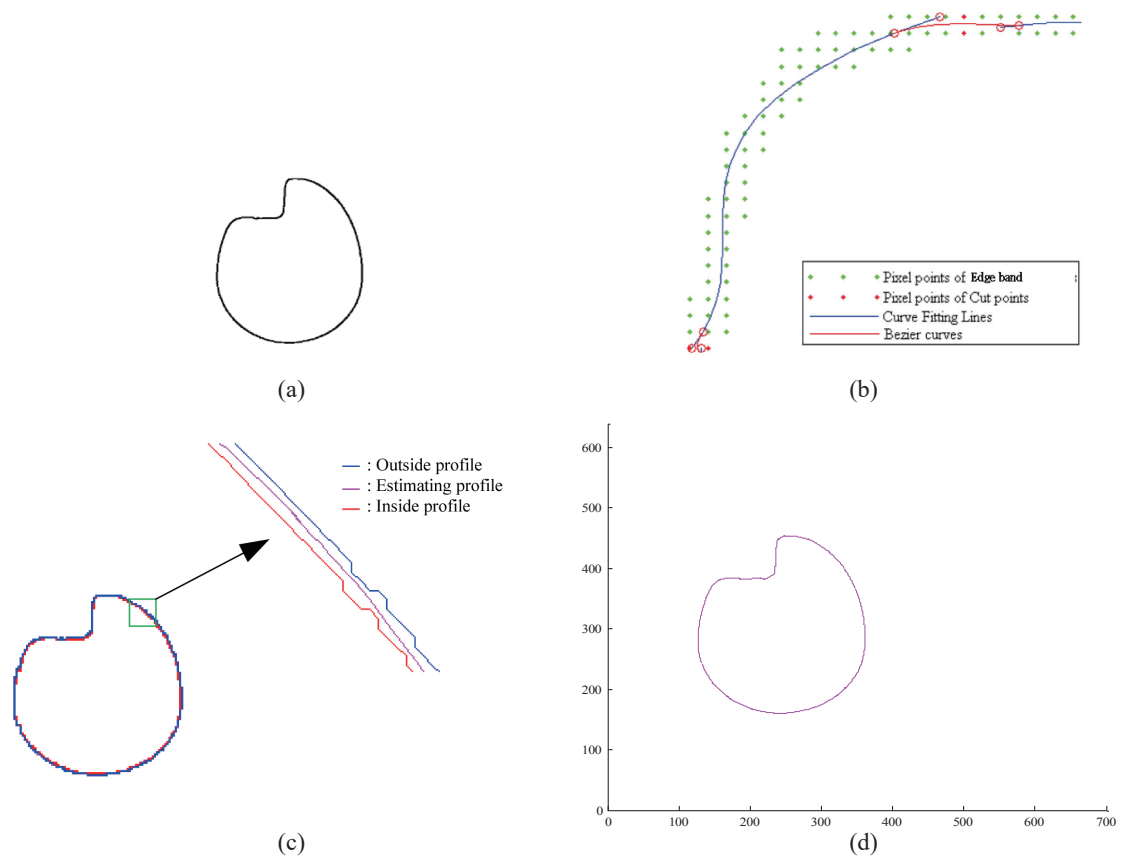 Pixel points of Edge band ;
Pixel points of Cut points
Curve Fitting Lines
Bezier curves
(a)
(b)
: Outside profile
: Estimating profile
: Inside profile
(c)
600
500
400
300
200
100
0
0 100 200 300 400 500 600 700
(d)